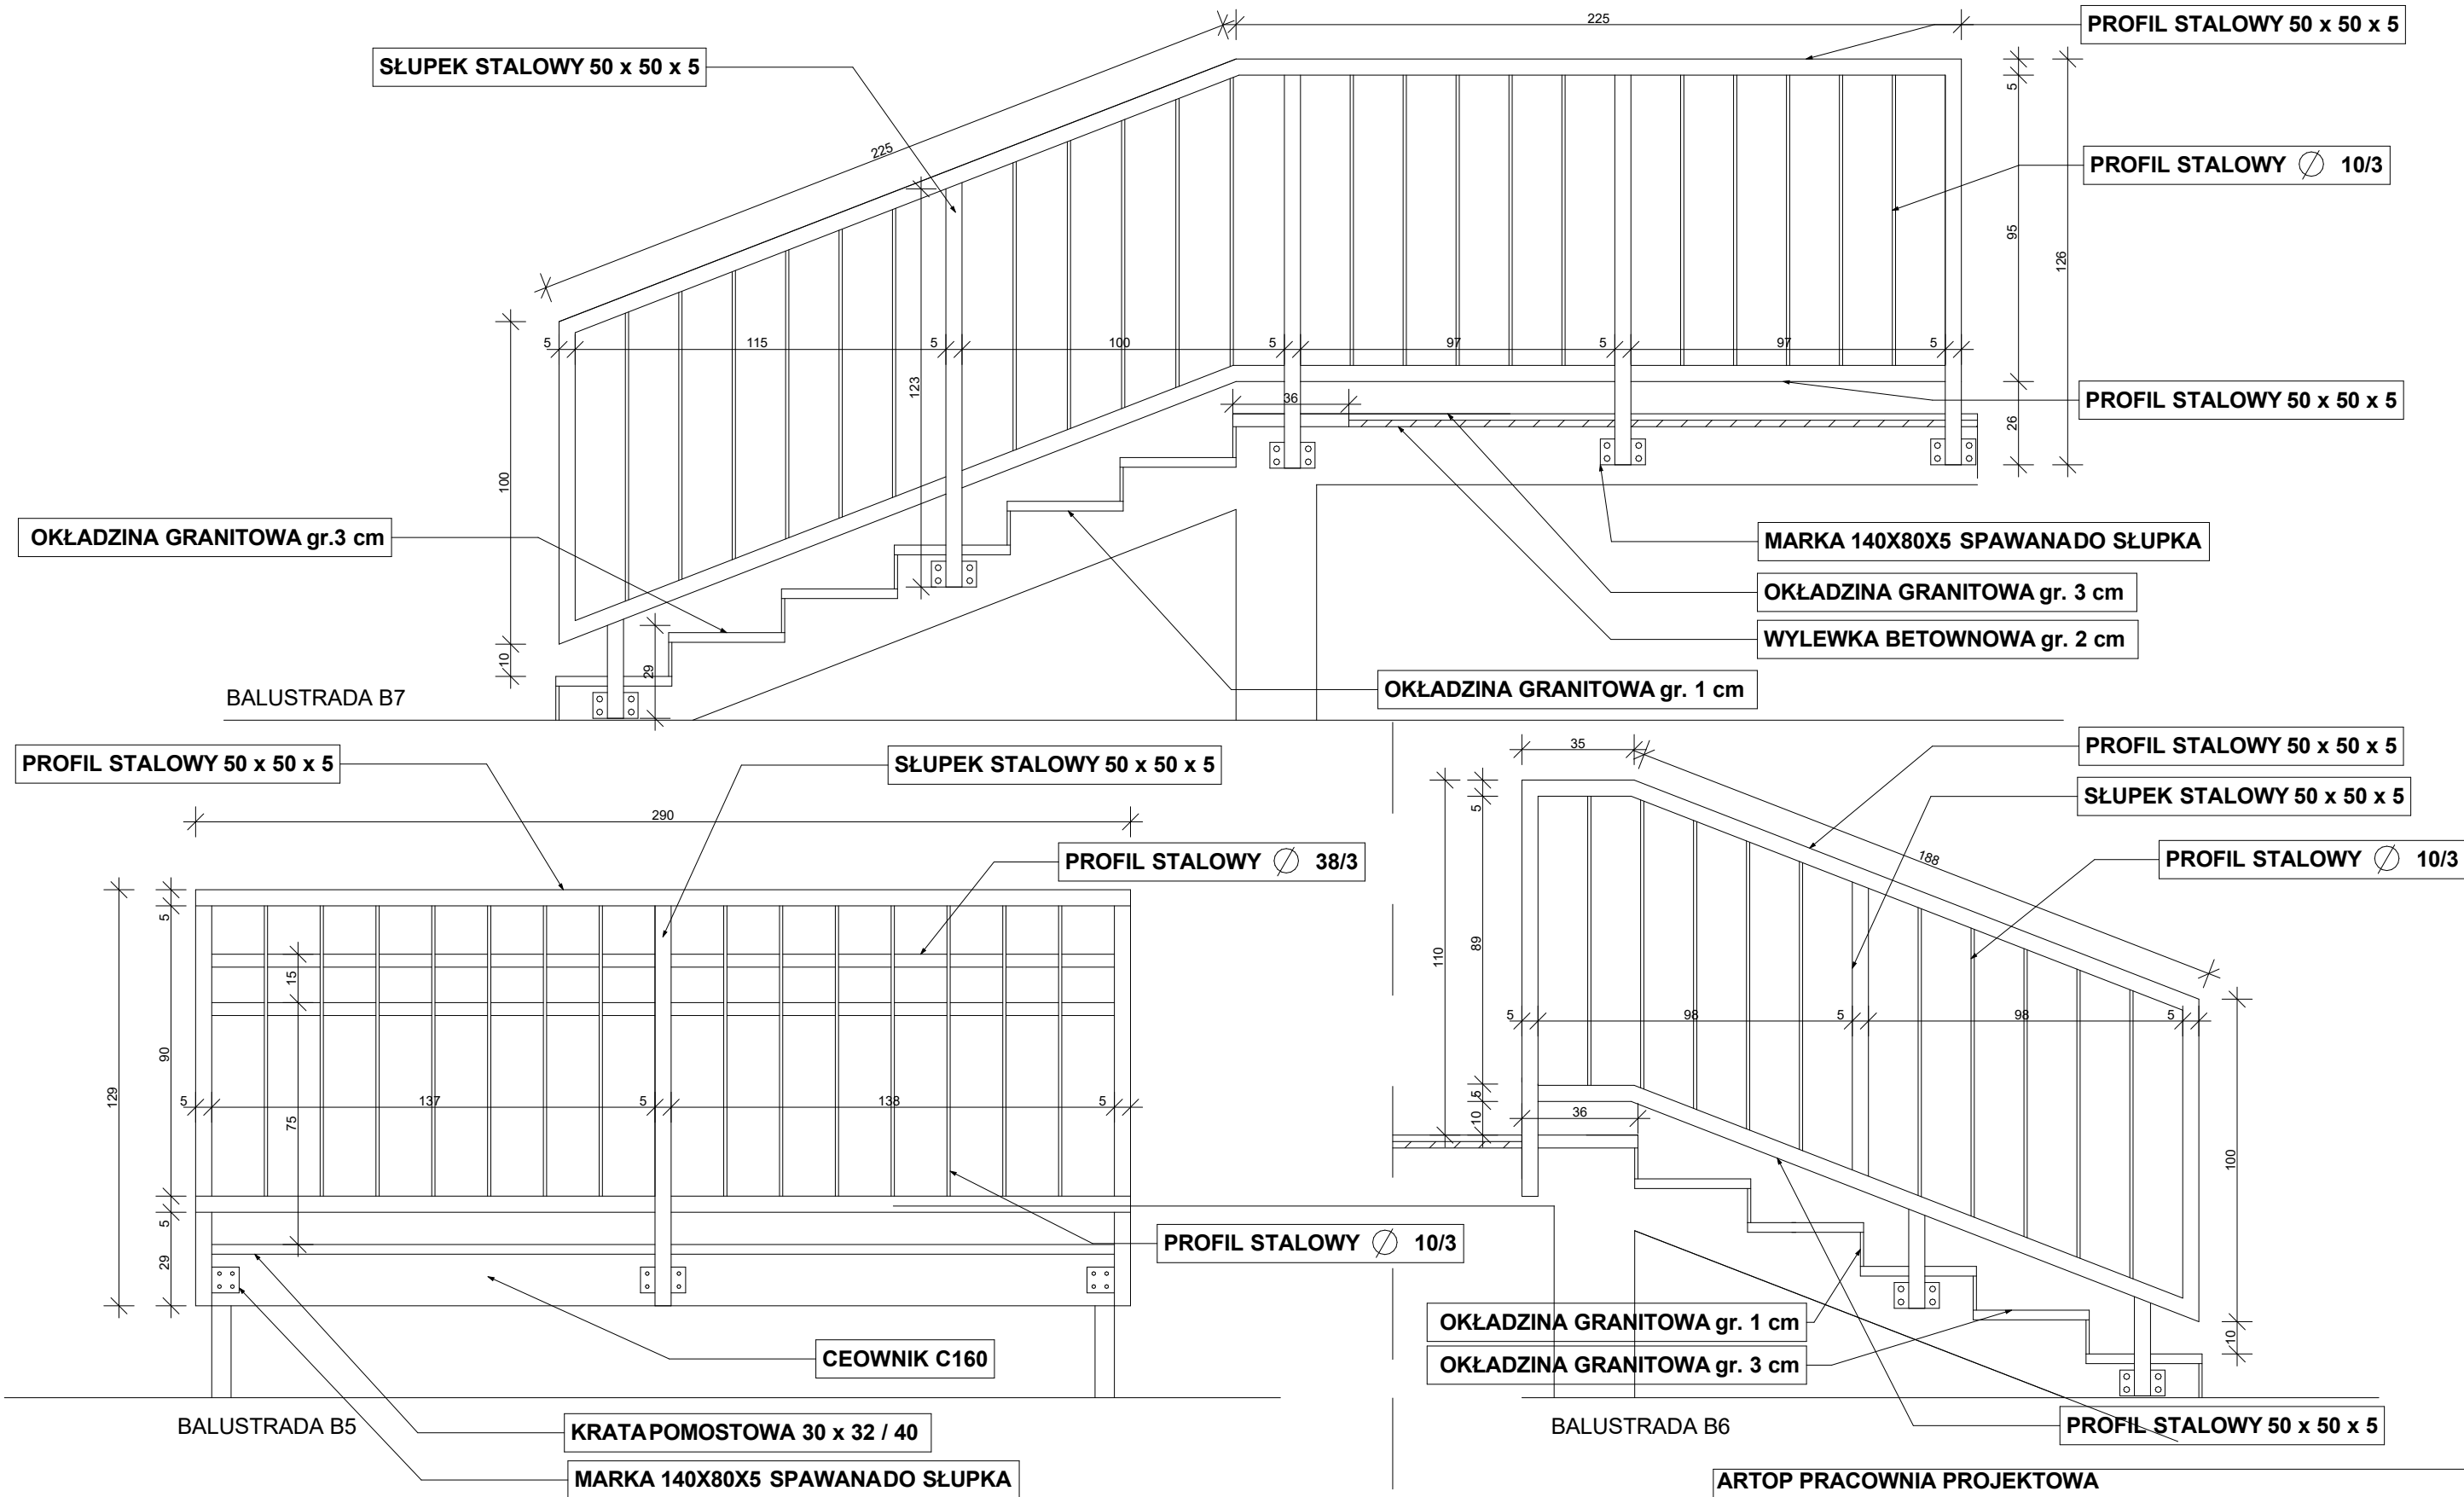 225
PROFIL STALOWY 50 x 50 x 5
SŁUPEK STALOWY 50 x 50 x 5
5
126
225
PROFIL STALOWY ∅ 10/3
95
5
115
5
100
5
97
5
97
5
123
36
PROFIL STALOWY 50 x 50 x 5
26
100
OKŁADZINA GRANITOWA gr.3 cm
MARKA 140X80X5 SPAWANADO SŁUPKA
OKŁADZINA GRANITOWA gr. 3 cm
WYLEWKA BETOWNOWA gr. 2 cm
10
29
OKŁADZINA GRANITOWA gr. 1 cm
BALUSTRADA B7
PROFIL STALOWY 50 x 50 x 5
SŁUPEK STALOWY 50 x 50 x 5
290
PROFIL STALOWY ∅ 38/3
5
15
90
129
75
5
137
5
138
5
5
29
PROFIL STALOWY ∅ 10/3
CEOWNIK C160
BALUSTRADA B5
KRATA POMOSTOWA 30 x 32 / 40
MARKA 140X80X5 SPAWANADO SŁUPKA
35
PROFIL STALOWY 50 x 50 x 5
SŁUPEK STALOWY 50 x 50 x 5
5
188
PROFIL STALOWY ∅ 10/3
110
89
5
98
5
98
5
5
10
36
100
10
OKŁADZINA GRANITOWA gr. 1 cm
OKŁADZINA GRANITOWA gr. 3 cm
BALUSTRADA B6
PROFIL STALOWY 50 x 50 x 5
ARTOP PRACOWNIA PROJEKTOWA